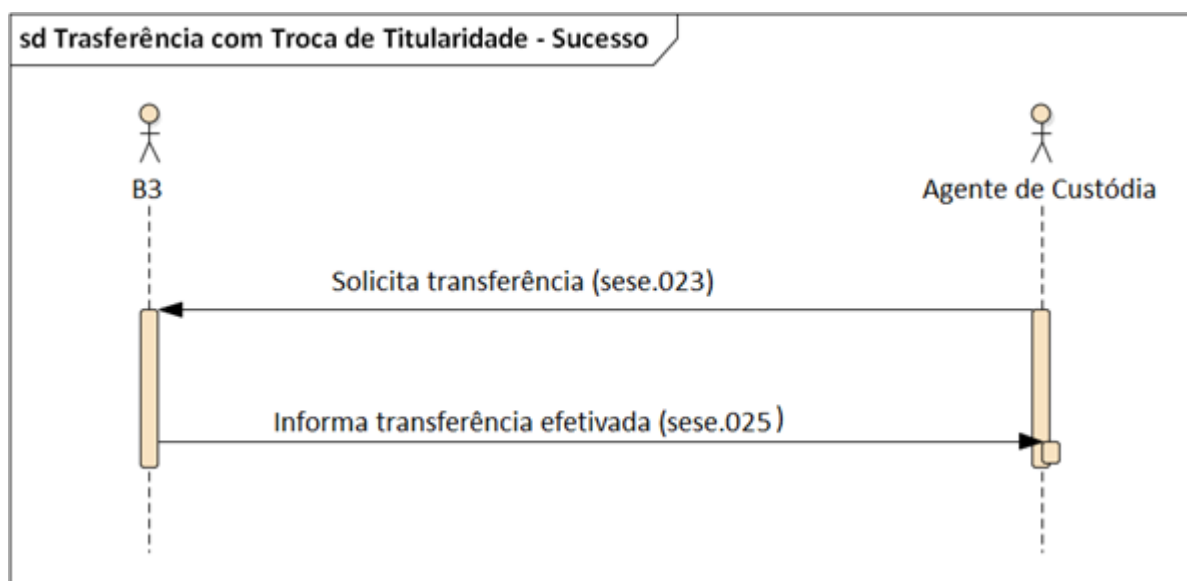 sd Trasferência com Troca de Titularidade - Sucesso
B3
Agente de Custódia
Solicita transferência (sese.023)
Informa transferência efetivada (sese.025)